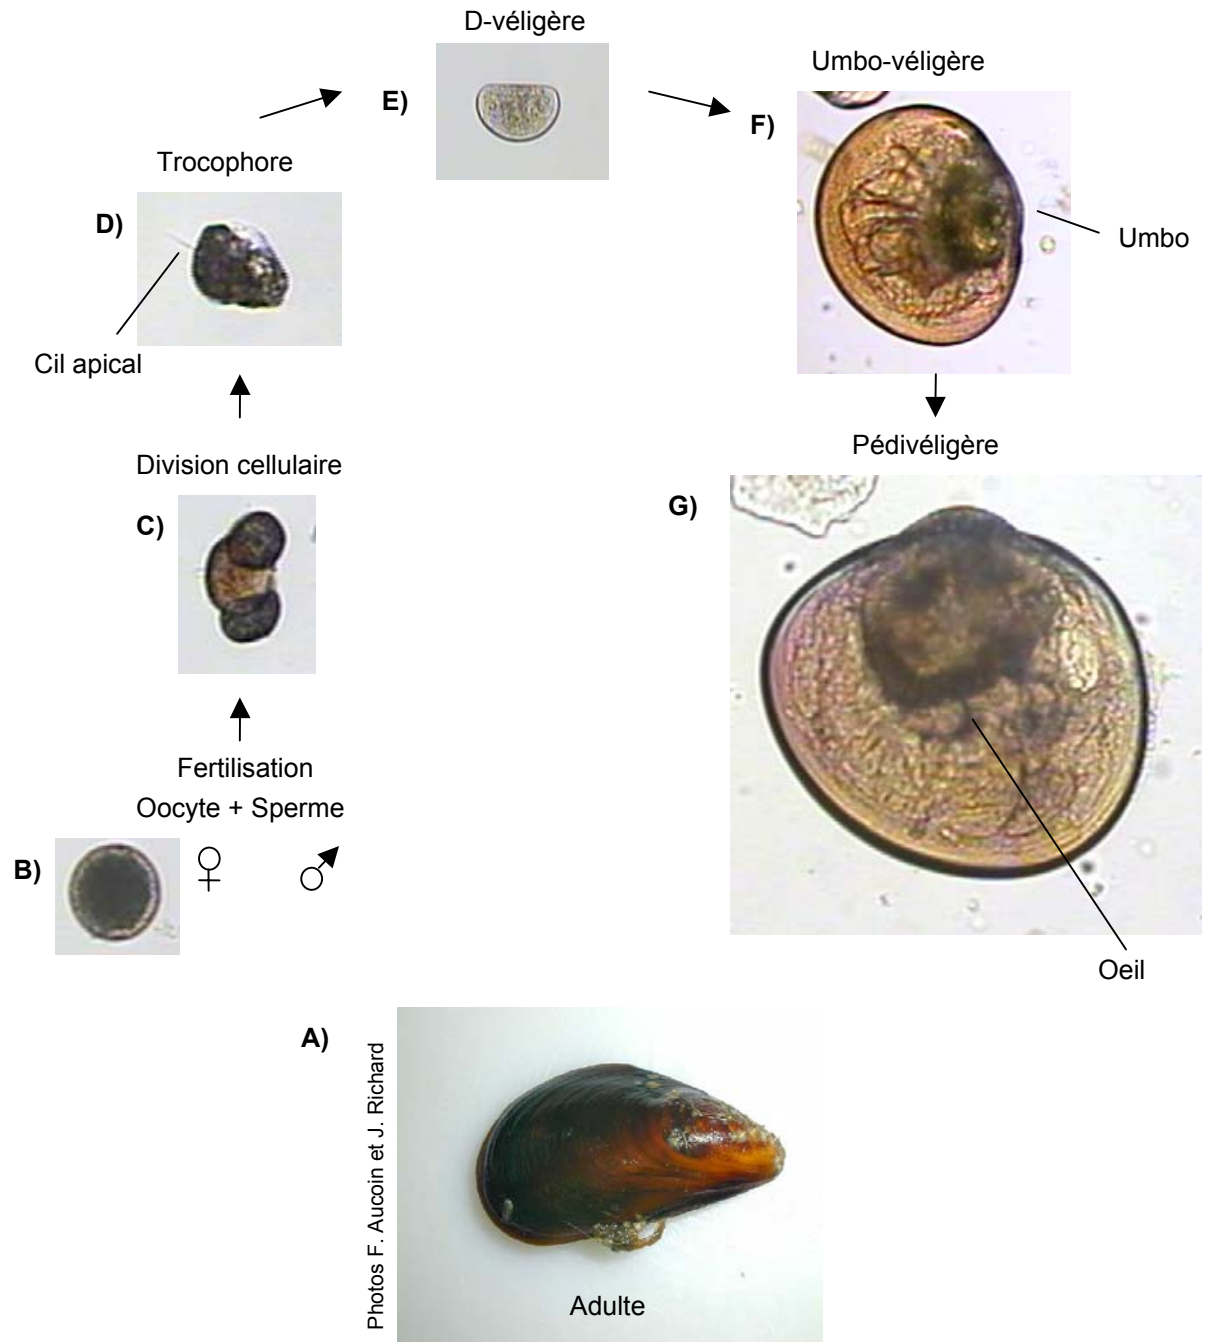 D-véligère
E)
Umbo-véligère
F)
Umbo
Trocophore
D)
Cil apical
Division cellulaire
C)
Fertilisation
Oocyte + Sperme
B)
♀ ♂
Pédivéligère
G)
Oeil
A)
Photos F. Aucoin et J. Richard
Adulte